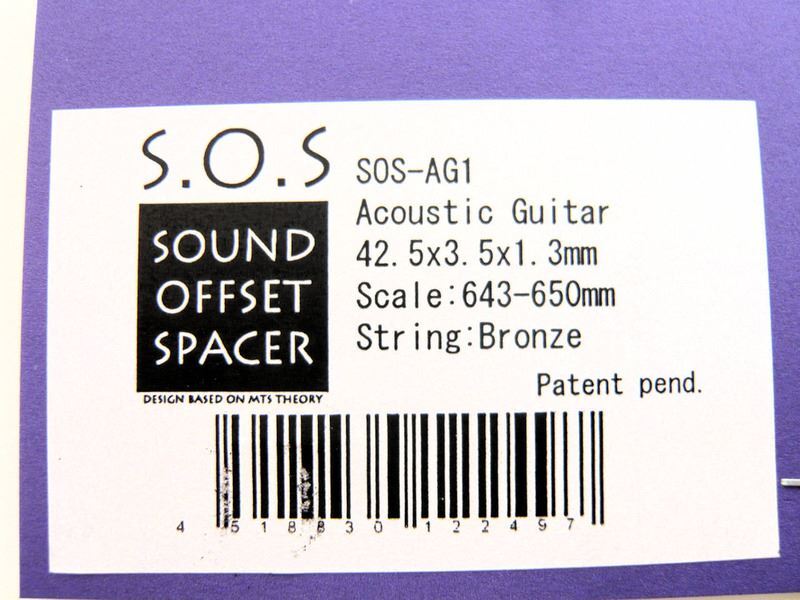 S.O.S
SOUND
OFFSET
SPACER
DESIGN BASED ON MTS THEORY
SOS-AG1
Acoustic Guitar
42.5x3.5x1.3mm
Scale:643-650mm
String:Bronze
Patent pend.
4 518830 122497